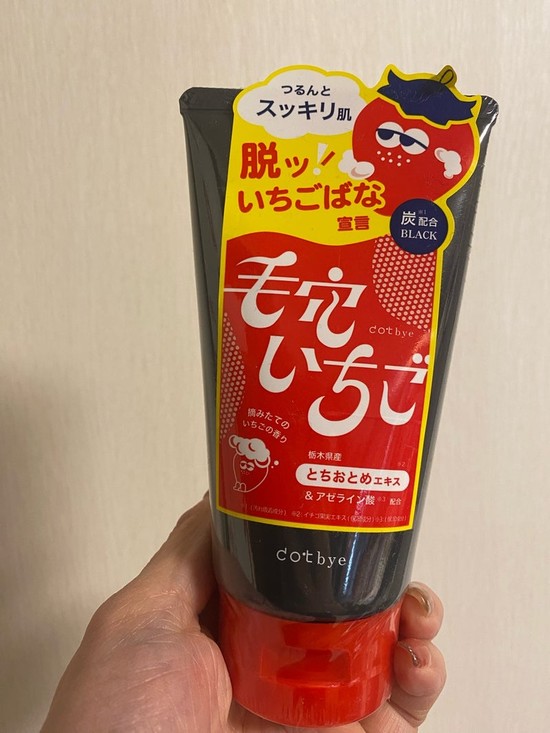 つるんと
スッキリ肌
脱ッ!
いちごばな
宣言
炭※1配合
BLACK
毛穴
dotbye
いちご
摘みたての
いちごの香り
栃木県産
とちおとめエキス※2
&アゼライン酸※3配合
dotbye